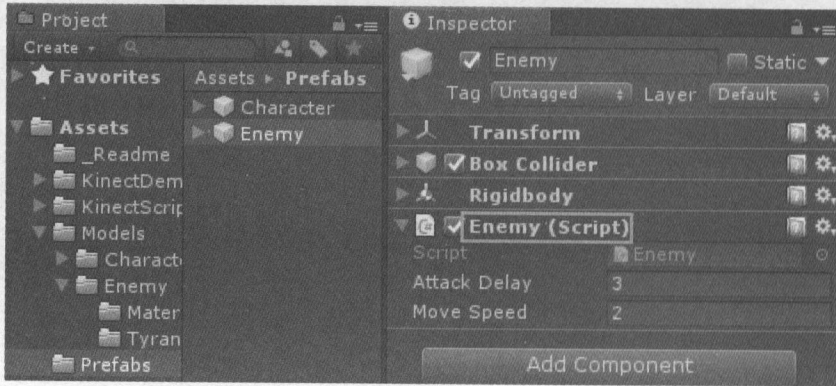 Project
Create
Favorites
Assets
_Readme
KinectDem
KinectScrip
Models
Charact
Enemy
Mater
Tyran
Prefabs
Assets Prefabs
Character
Enemy
Inspector
Enemy Static
Tag Untagged Layer Default
Transform
Box Collider
Rigidbody
C# Enemy (Script)
Script Enemy
Attack Delay 3
Move Speed 2
Add Component